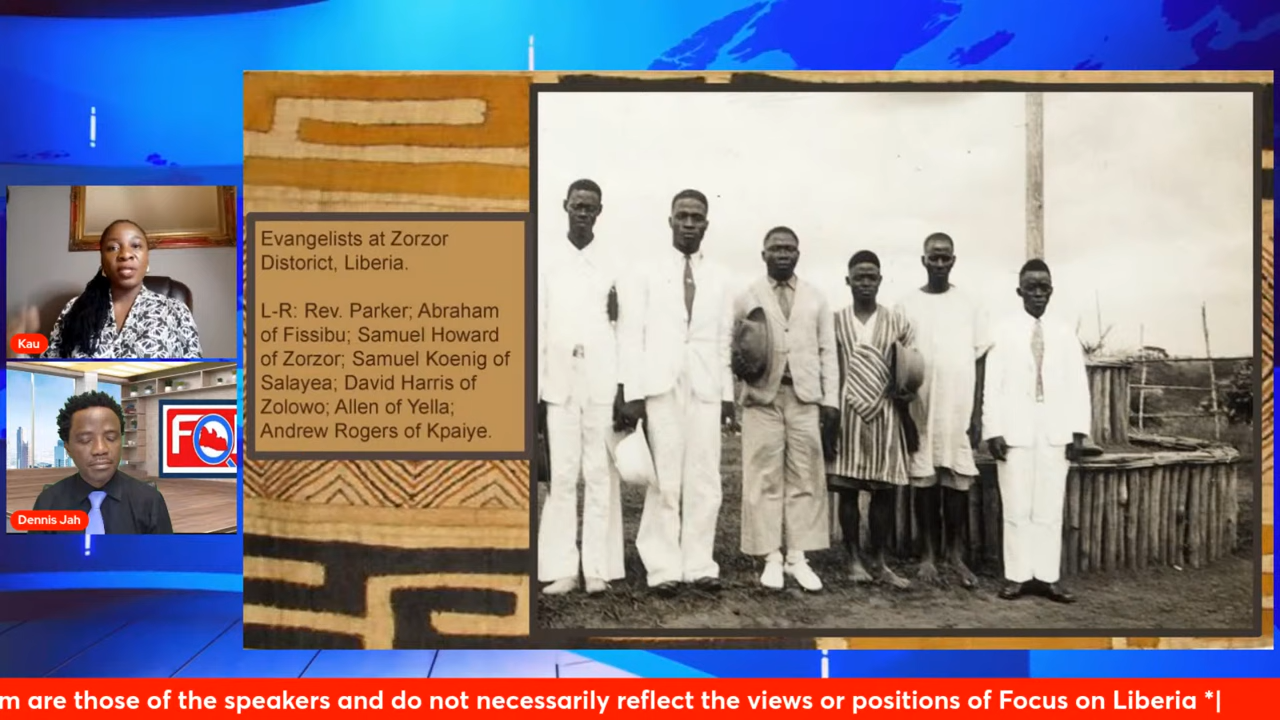 Evangelists at Zorzor
Distorict, Liberia.
L-R: Rev. Parker; Abraham
of Fissibu; Samuel Howard
of Zorzor; Samuel Koenig of
Salayea; David Harris of
Zolowo; Allen of Yella;
Andrew Rogers of Kpaiye.
Kau
Dennis Jah
m are those of the speakers and do not necessarily reflect the views or positions of Focus on Liberia *|